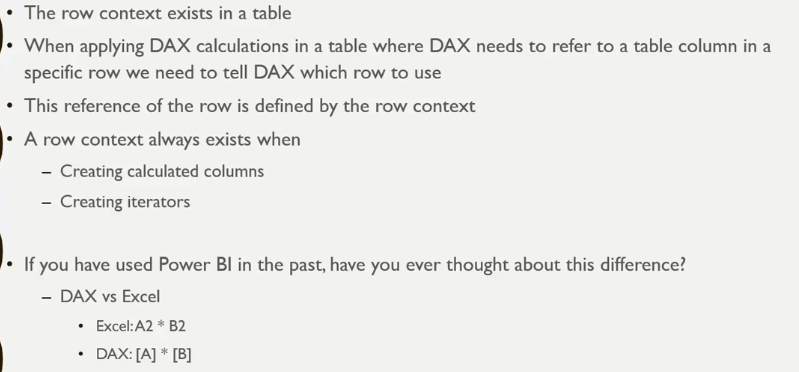 • The row context exists in a table
• When applying DAX calculations in a table where DAX needs to refer to a table column in a
specific row we need to tell DAX which row to use
• This reference of the row is defined by the row context
• A row context always exists when
– Creating calculated columns
– Creating iterators
• If you have used Power BI in the past, have you ever thought about this difference?
– DAX vs Excel
• Excel: A2 * B2
• DAX: [A] * [B]